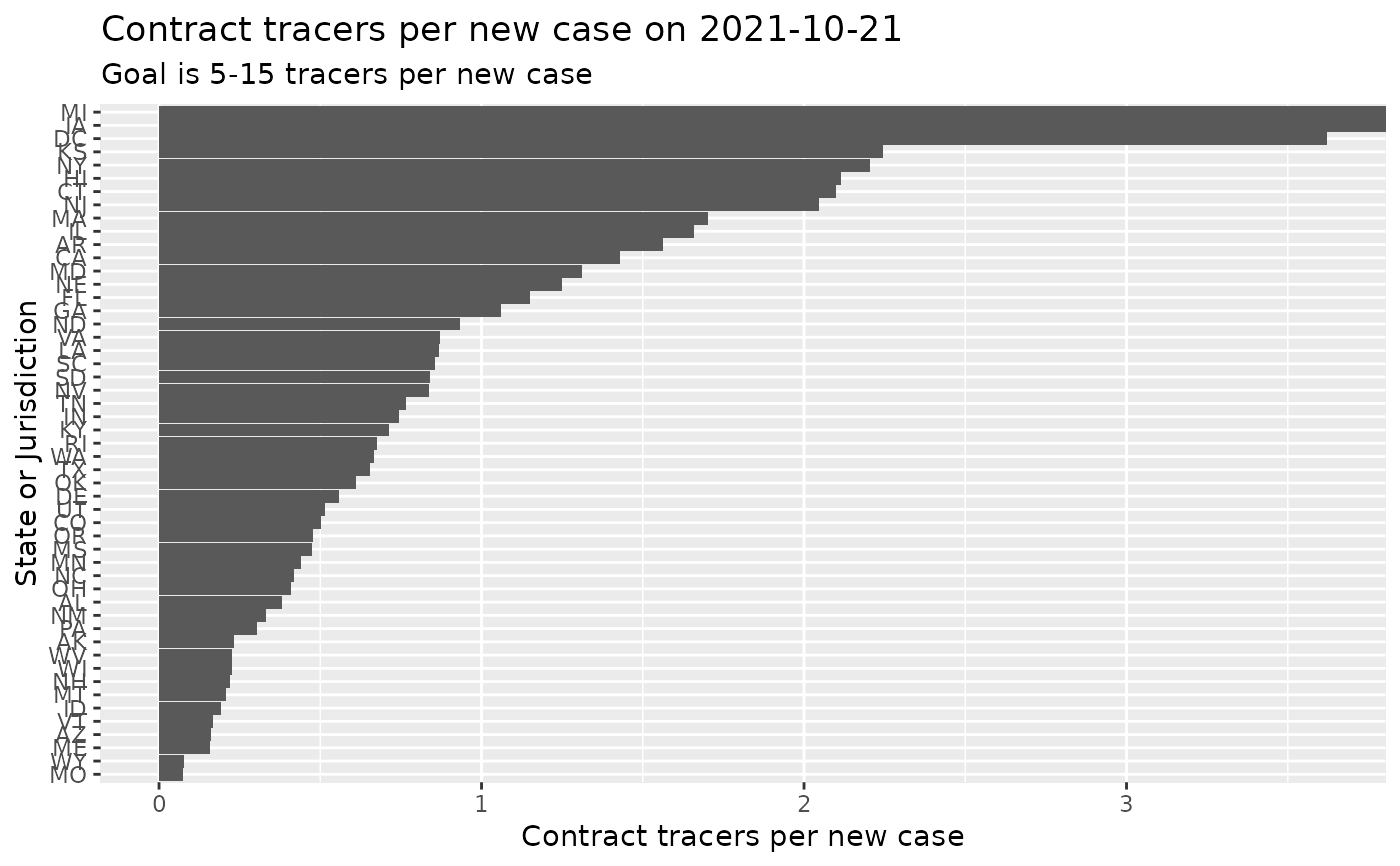 Contract tracers per new case on 2021-10-21
Goal is 5-15 tracers per new case
State or Jurisdiction
MI
IA
DC
KS
NY
HI
CT
NJ
MA
IL
AR
CA
MD
NE
FL
GA
ND
VA
LA
SC
SD
NV
TN
IN
KY
RI
WA
TX
OK
DE
UT
CO
OR
MS
MN
NC
OH
AL
NM
PA
AK
WV
WI
NH
MT
ID
VT
AZ
ME
WY
MO
0 1 2 3
Contract tracers per new case